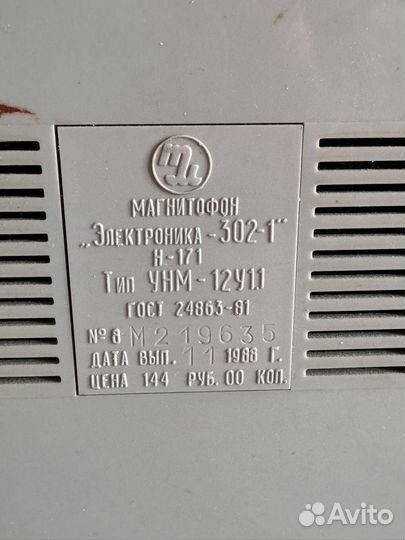 МАГНИТОФОН
„ЭЛЕКТРОНИКА-302-1"
Н-171
ТИП УНМ-12У1.1
ГОСТ 24863-81
№ 8 М219635
ДАТА ВЫП. 11 1988 Г.
ЦЕНА 144 РУБ. 00 КОП.
Avito